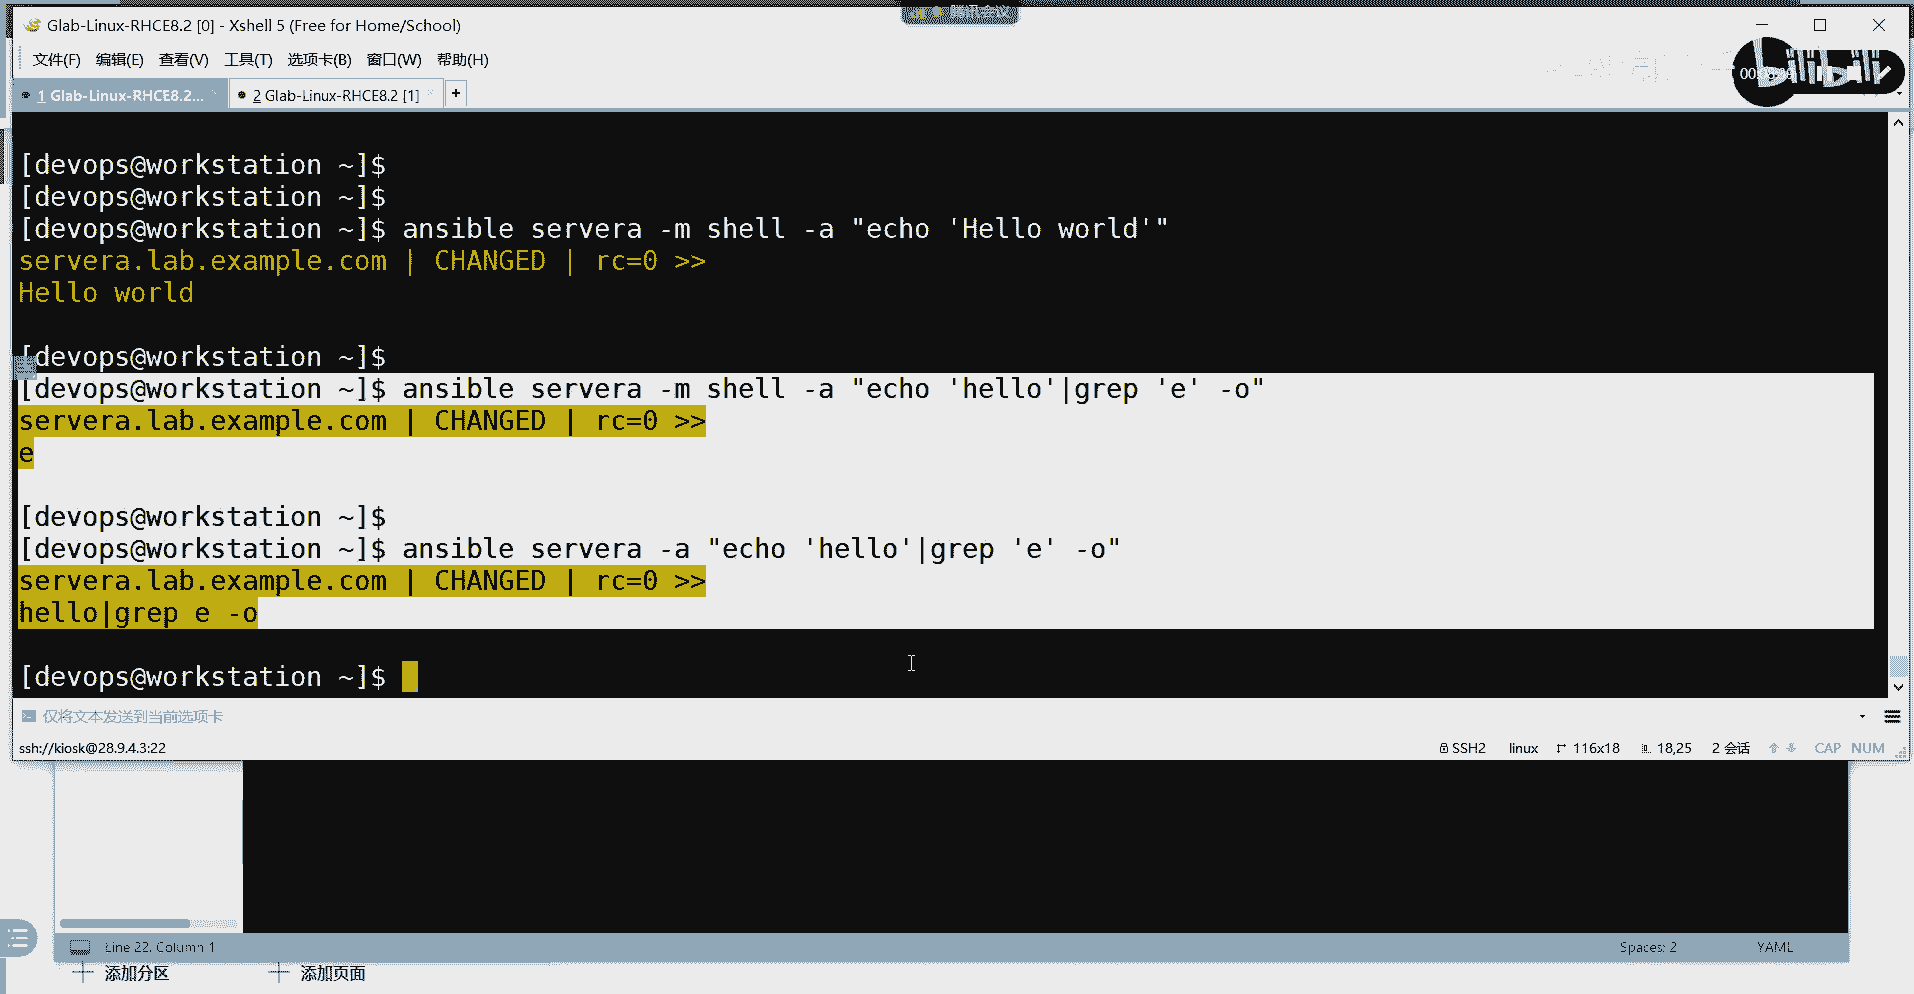 腾讯会议
Glab-Linux-RHCE8.2 [0] - Xshell 5 (Free for Home/School)
文件(F) 编辑(E) 查看(V) 工具(T) 选项卡(B) 窗口(W) 帮助(H)
bilibili
1 Glab-Linux-RHCE8.2... 2 Glab-Linux-RHCE8.2 [1] +
[devops@workstation ~]$
[devops@workstation ~]$
[devops@workstation ~]$ ansible servera -m shell -a "echo 'Hello world'"
servera.lab.example.com | CHANGED | rc=0 >>
Hello world
[devops@workstation ~]$
[devops@workstation ~]$ ansible servera -m shell -a "echo 'hello'|grep 'e' -o"
servera.lab.example.com | CHANGED | rc=0 >>
e
[devops@workstation ~]$
[devops@workstation ~]$ ansible servera -a "echo 'hello'|grep 'e' -o"
servera.lab.example.com | CHANGED | rc=0 >>
hello|grep e -o
[devops@workstation ~]$
仅将文本发送到当前选项卡
ssh://kiosk@28.9.4.3:22 SSH2 linux 116x18 18,25 2 会话 CAP NUM
Line 22, Column 1 Spaces: 2 YAML
添加分区 添加页面